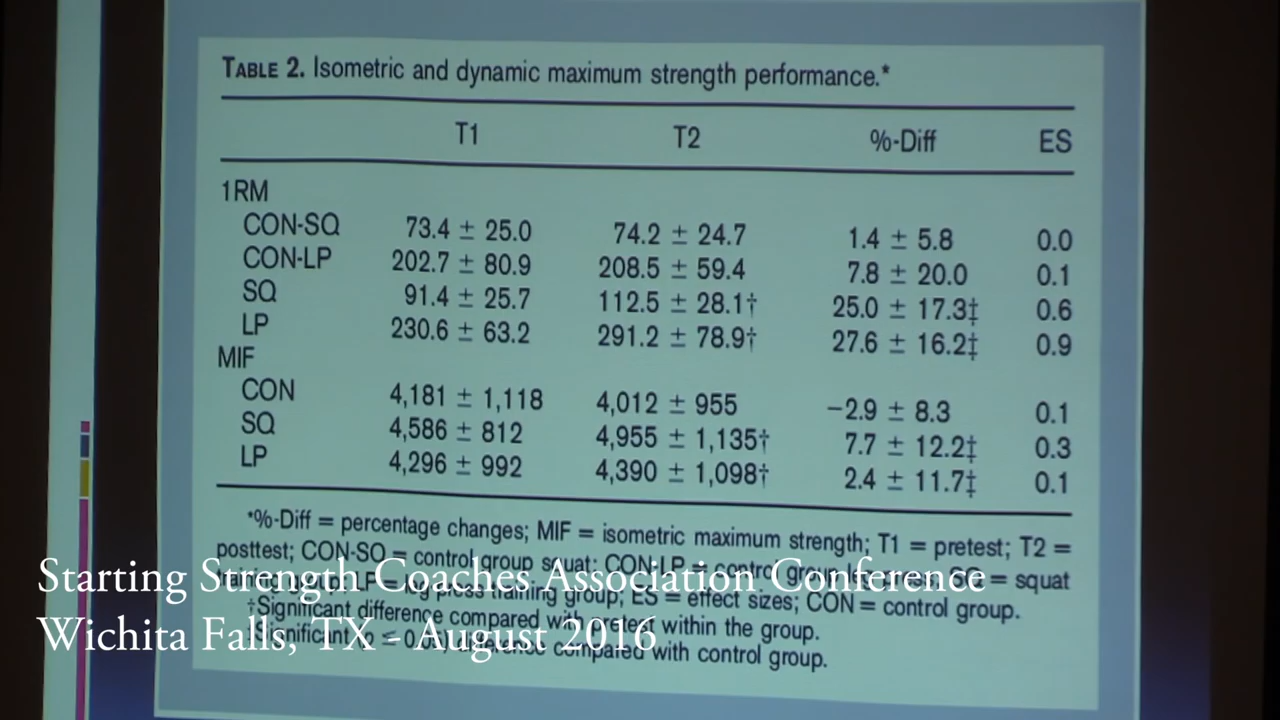 TABLE 2. Isometric and dynamic maximum strength performance.*
T1 T2 %-Diff ES
1RM
CON-SQ 73.4 ± 25.0 74.2 ± 24.7 1.4 ± 5.8 0.0
CON-LP 202.7 ± 80.9 208.5 ± 59.4 7.8 ± 20.0 0.1
SQ 91.4 ± 25.7 112.5 ± 28.1† 25.0 ± 17.3‡ 0.6
LP 230.6 ± 63.2 291.2 ± 78.9† 27.6 ± 16.2‡ 0.9
MIF
CON 4,181 ± 1,118 4,012 ± 955 −2.9 ± 8.3 0.1
SQ 4,586 ± 812 4,955 ± 1,135† 7.7 ± 12.2‡ 0.3
LP 4,296 ± 992 4,390 ± 1,098† 2.4 ± 11.7‡ 0.1
*%-Diff = percentage changes; MIF = isometric maximum strength; T1 = pretest; T2 =
posttest; CON-SQ = control group squat; CON-LP = control group = squat
LP = leg press training group; ES = effect sizes; CON = control group.
†Significant difference compared with pretest within the group.
‡Significant difference compared with control group.
Starting Strength Coaches Association Conference
Wichita Falls, TX - August 2016